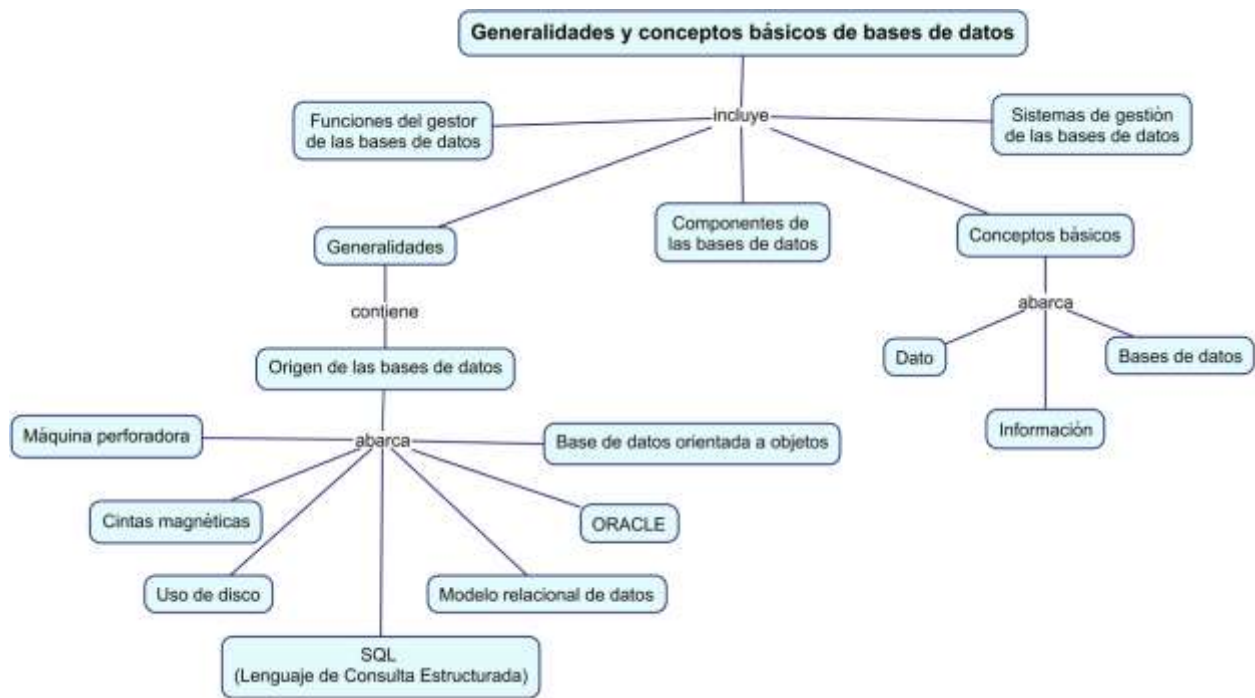 Generalidades y conceptos básicos de bases de datos
incluye
Funciones del gestor
de las bases de datos
Sistemas de gestión
de las bases de datos
Generalidades
Componentes de
las bases de datos
Conceptos básicos
contiene
abarca
Dato
Bases de datos
Información
Origen de las bases de datos
abarca
Máquina perforadora
Base de datos orientada a objetos
Cintas magnéticas
ORACLE
Uso de disco
Modelo relacional de datos
SQL
(Lenguaje de Consulta Estructurada)